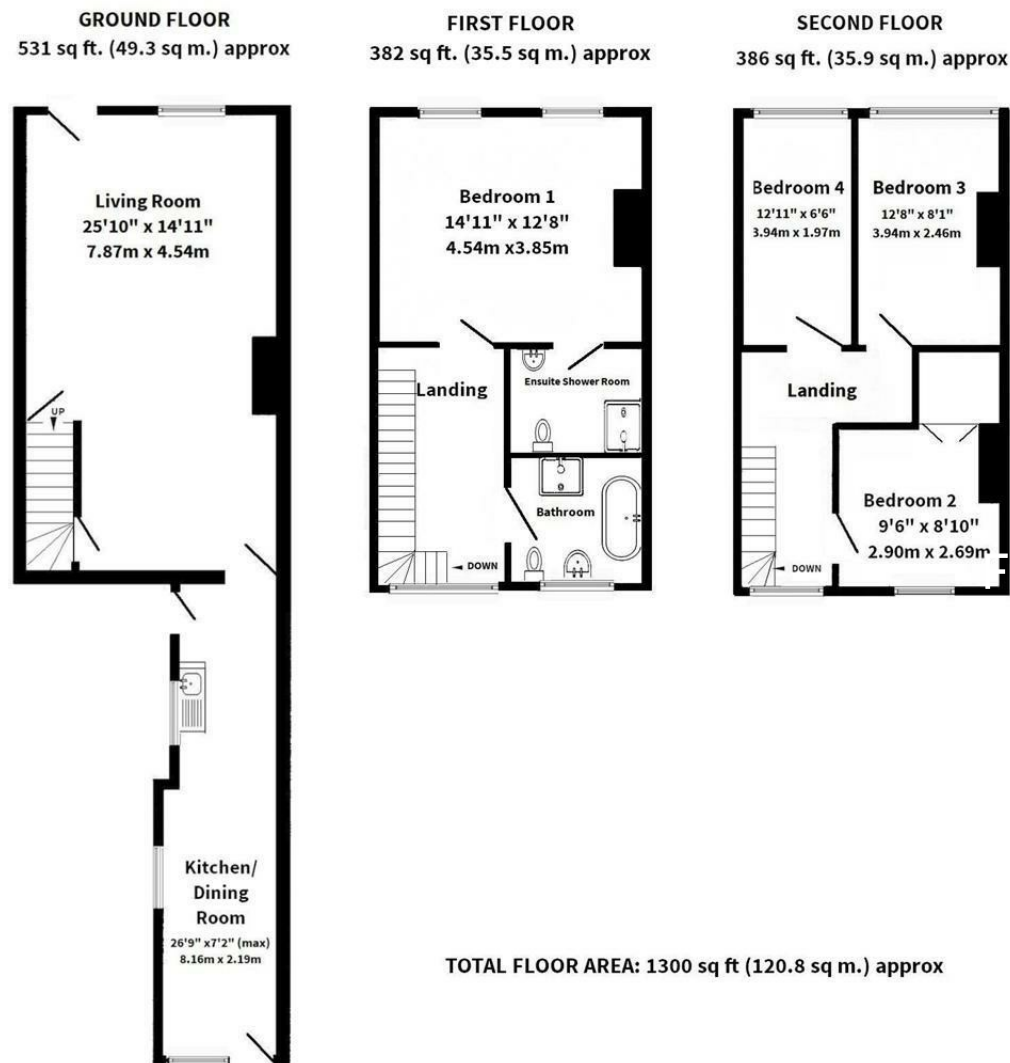 GROUND FLOOR
531 sq ft. (49.3 sq m.) approx
Living Room
25'10" x 14'11"
7.87m x 4.54m
UP
Kitchen/
Dining
Room
26'9" x7'2" (max)
8.16m x 2.19m
FIRST FLOOR
382 sq ft. (35.5 sq m.) approx
Bedroom 1
14'11" x 12'8"
4.54m x3.85m
Landing
Ensuite Shower Room
Bathroom
DOWN
SECOND FLOOR
386 sq ft. (35.9 sq m.) approx
Bedroom 4
12'11" x 6'6"
3.94m x 1.97m
Bedroom 3
12'8" x 8'1"
3.94m x 2.46m
Landing
Bedroom 2
9'6" x 8'10"
2.90m x 2.69m
DOWN
TOTAL FLOOR AREA: 1300 sq ft (120.8 sq m.) approx